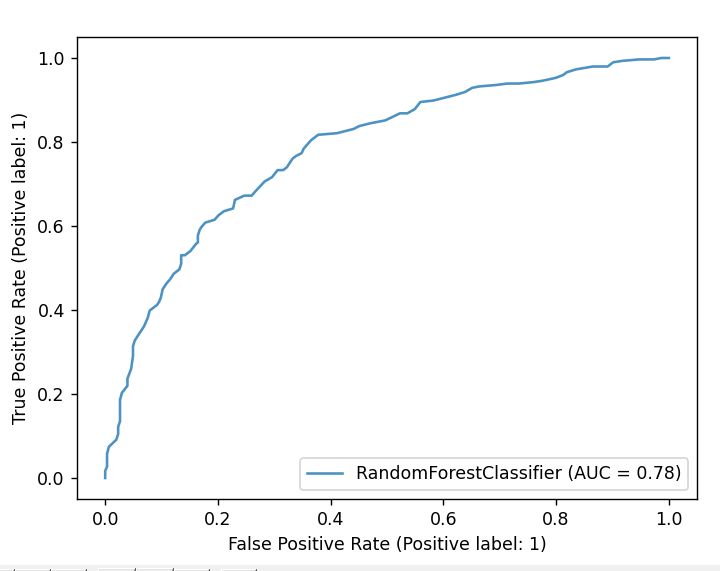 1.0
0.8
0.6
0.4
0.2
0.0
True Positive Rate (Positive label: 1)
RandomForestClassifier (AUC = 0.78)
0.0 0.2 0.4 0.6 0.8 1.0
False Positive Rate (Positive label: 1)